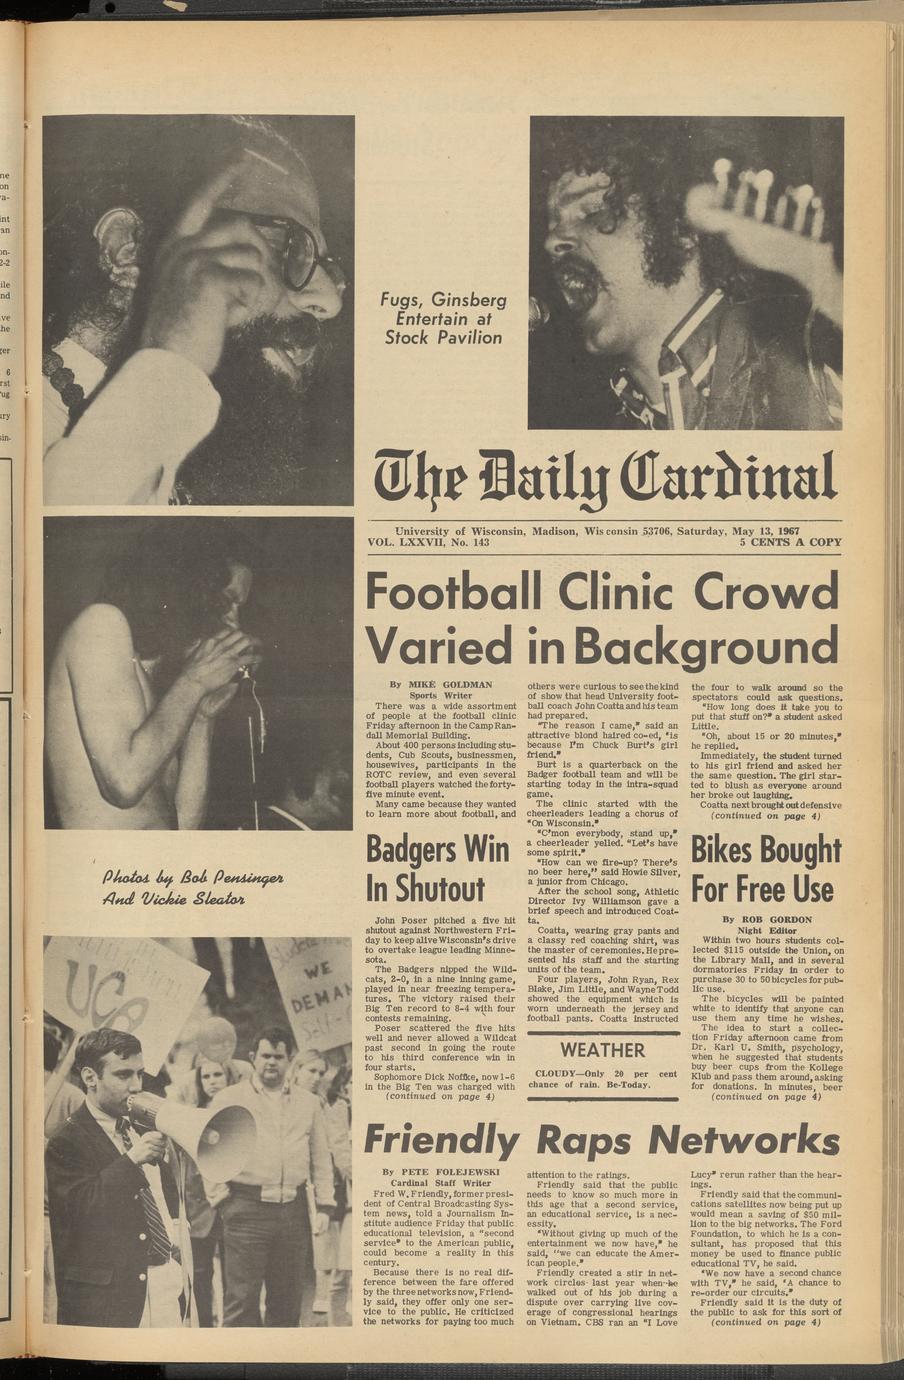 Fugs, Ginsberg
Entertain at
Stock Pavilion
The Daily Cardinal
University of Wisconsin, Madison, Wis consin 53706, Saturday, May 13, 1967
VOL. LXXVII, No. 143
5 CENTS A COPY
Photos by Bob Pensinger
And Vickie Sleator
UCA
WE
DEMAN
Football Clinic Crowd
Varied in Background
By MIKE GOLDMAN
Sports Writer
There was a wide assortment
of people at the football clinic
Friday afternoon in the Camp Ran-
dall Memorial Building.
About 400 persons including stu-
dents, Cub Scouts, businessmen,
housewives, participants in the
ROTC review, and even several
football players watched the forty-
five minute event.
Many came because they wanted
to learn more about football, and
others were curious to see the kind
of show that head University foot-
ball coach John Coatta and his team
had prepared.
"The reason I came," said an
attractive blond haired co-ed, "is
because I'm Chuck Burt's girl
friend."
Burt is a quarterback on the
Badger football team and will be
starting today in the intra-squad
game.
The clinic started with the
cheerleaders leading a chorus of
"On Wisconsin."
"C'mon everybody, stand up,"
a cheerleader yelled. "Let's have
some spirit."
"How can we fire-up? There's
no beer here," said Howie Silver,
a junior from Chicago.
After the school song, Athletic
Director Ivy Williamson gave a
brief speech and introduced Coat-
ta.
Coatta, wearing gray pants and
a classy red coaching shirt, was
the master of ceremonies. He pre-
sented his staff and the starting
units of the team.
Four players, John Ryan, Rex
Blake, Jim Little, and Wayne Todd
showed the equipment which is
worn underneath the jersey and
football pants. Coatta instructed
the four to walk around so the
spectators could ask questions.
"How long does it take you to
put that stuff on?" a student asked
Little.
"Oh, about 15 or 20 minutes,"
he replied.
Immediately, the student turned
to his girl friend and asked her
the same question. The girl star-
ted to blush as everyone around
her broke out laughing.
Coatta next brought out defensive
(continued on page 4)
Badgers Win
In Shutout
John Poser pitched a five hit
shutout against Northwestern Fri-
day to keep alive Wisconsin's drive
to overtake league leading Minne-
sota.
The Badgers nipped the Wild-
cats, 2-0, in a nine inning game,
played in near freezing tempera-
tures. The victory raised their
Big Ten record to 8-4 with four
contests remaining.
Poser scattered the five hits
well and never allowed a Wildcat
past second in going the route
to his third conference win in
four starts.
Sophomore Dick Noffke, now 1-6
in the Big Ten was charged with
(continued on page 4)
WEATHER
CLOUDY—Only 20 per cent
chance of rain. Be-Today.
Bikes Bought
For Free Use
By ROB GORDON
Night Editor
Within two hours students col-
lected $115 outside the Union, on
the Library Mall, and in several
dormatories Friday in order to
purchase 30 to 50 bicycles for pub-
lic use.
The bicycles will be painted
white to identify that anyone can
use them any time he wishes.
The idea to start a collec-
tion Friday afternoon came from
Dr. Karl U. Smith, psychology,
when he suggested that students
buy beer cups from the Kollege
Klub and pass them around, asking
for donations. In minutes, beer
(continued on page 4)
Friendly Raps Networks
By PETE FOLEJEWSKI
Cardinal Staff Writer
Fred W. Friendly, former presi-
dent of Central Broadcasting Sys-
tem news, told a Journalism In-
stitute audience Friday that public
educational television, a "second
service" to the American public,
could become a reality in this
century.
Because there is no real dif-
ference between the fare offered
by the three networks now, Friend-
ly said, they offer only one ser-
vice to the public. He criticized
the networks for paying too much
attention to the ratings.
Friendly said that the public
needs to know so much more in
this age that a second service,
an educational service, is a nec-
essity.
"Without giving up much of the
entertainment we now have," he
said, "we can educate the Amer-
ican people."
Friendly created a stir in net-
work circles last year when he
walked out of his job during a
dispute over carrying live cov-
erage of congressional hearings
on Vietnam. CBS ran an "I Love
Lucy" rerun rather than the hear-
ings.
Friendly said that the communi-
cations satellites now being put up
would mean a saving of $50 mil-
lion to the big networks. The Ford
Foundation, to which he is a con-
sultant, has proposed that this
money be used to finance public
educational TV, he said.
"We now have a second chance
with TV," he said, "A chance to
re-order our circuits."
Friendly said it is the duty of
the public to ask for this sort of
(continued on page 4)